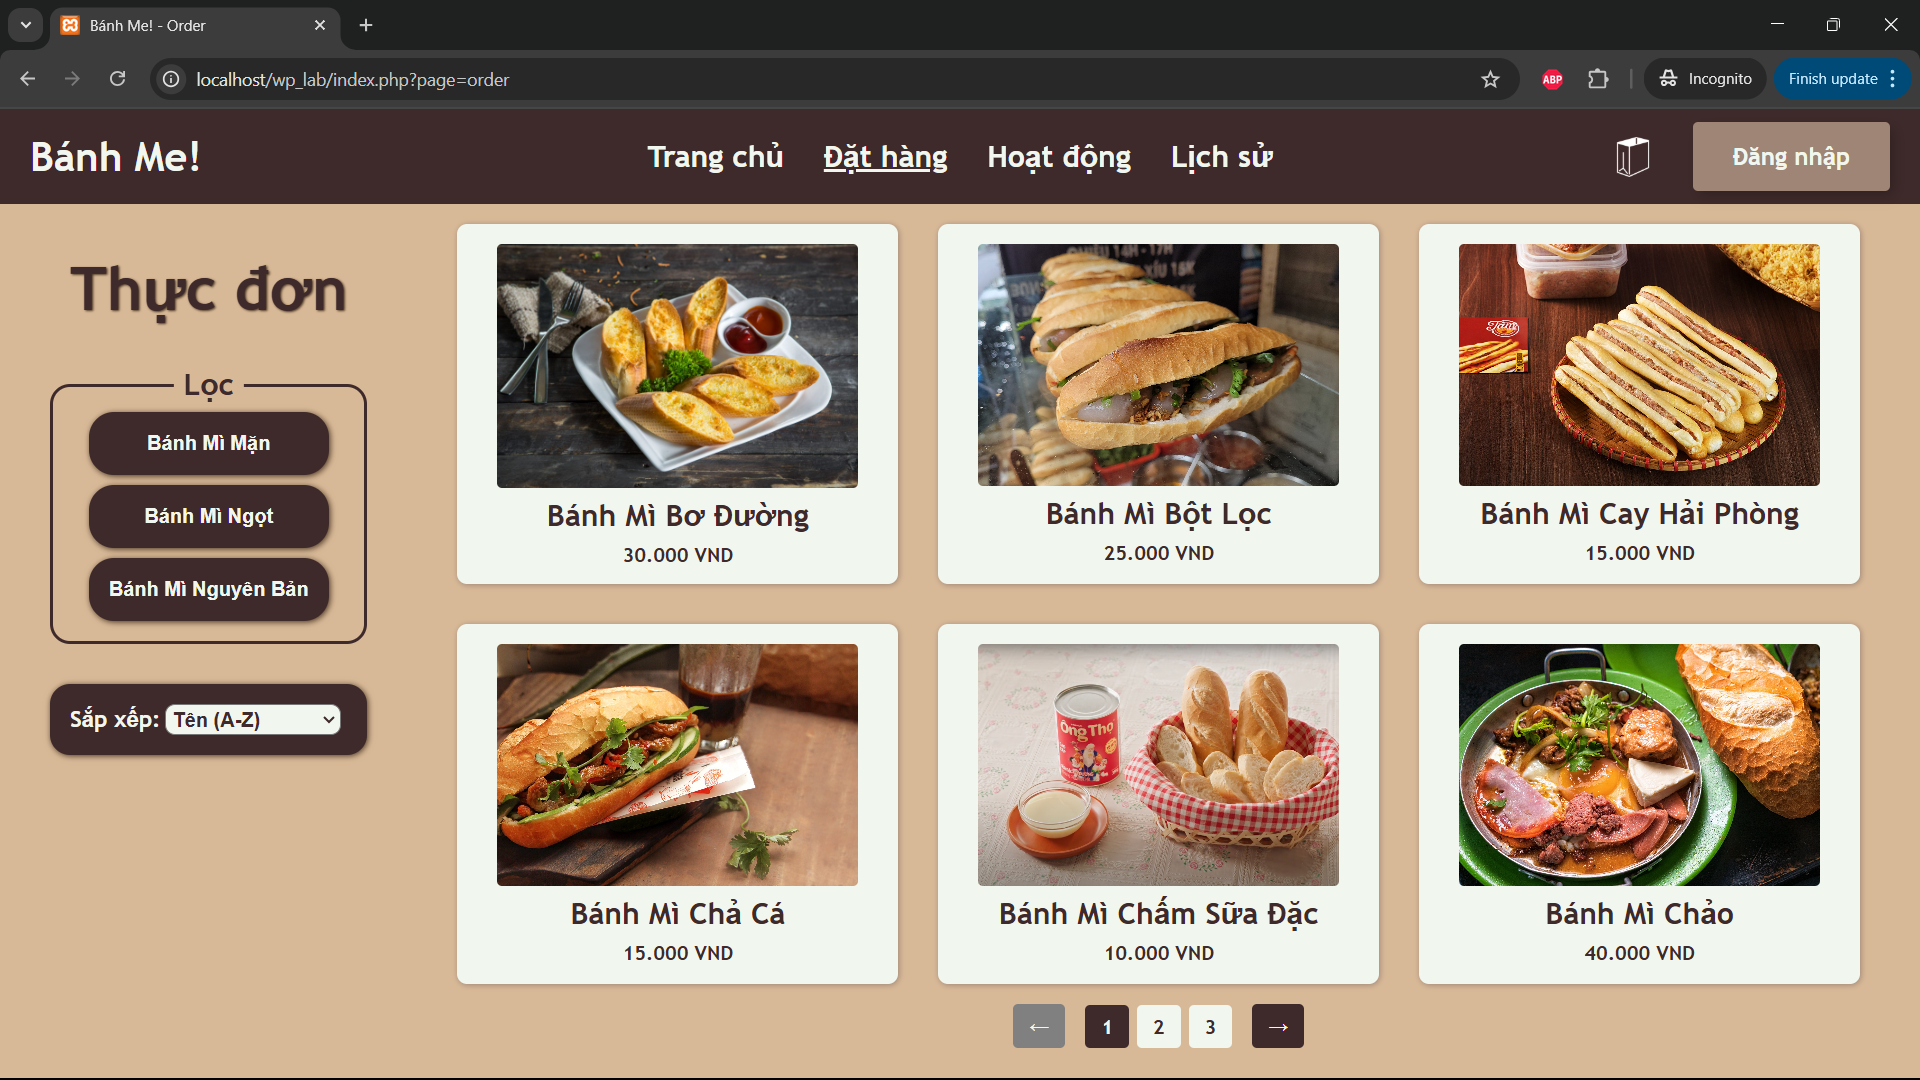 Bánh Me! - Order
localhost/wp_lab/index.php?page=order
ABP
Incognito
Finish update
Bánh Me!
Trang chủ
Đặt hàng
Hoạt động
Lịch sử
Đăng nhập
Thực đơn
Lọc
Bánh Mì Mặn
Bánh Mì Ngọt
Bánh Mì Nguyên Bản
Sắp xếp: Tên (A-Z)
Bánh Mì Bơ Đường
30.000 VND
Bánh Mì Bột Lọc
25.000 VND
Bánh Mì Cay Hải Phòng
15.000 VND
Bánh Mì Chả Cá
15.000 VND
Ông Thọ
Bánh Mì Chấm Sữa Đặc
10.000 VND
Bánh Mì Chảo
40.000 VND
← 1 2 3 →